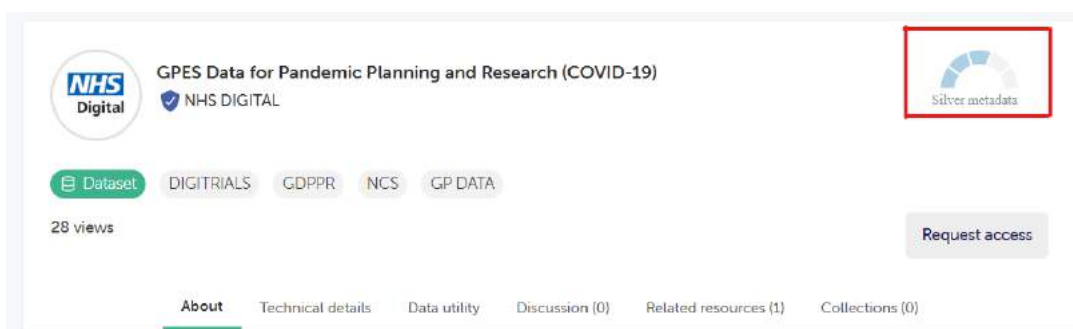 NHS
Digital
GPES Data for Pandemic Planning and Research (COVID-19)
NHS DIGITAL
Silver metadata
Dataset DIGITRIALS GDPPR NCS GP DATA
28 views
Request access
About Technical details Data utility Discussion (0) Related resources (1) Collections (0)